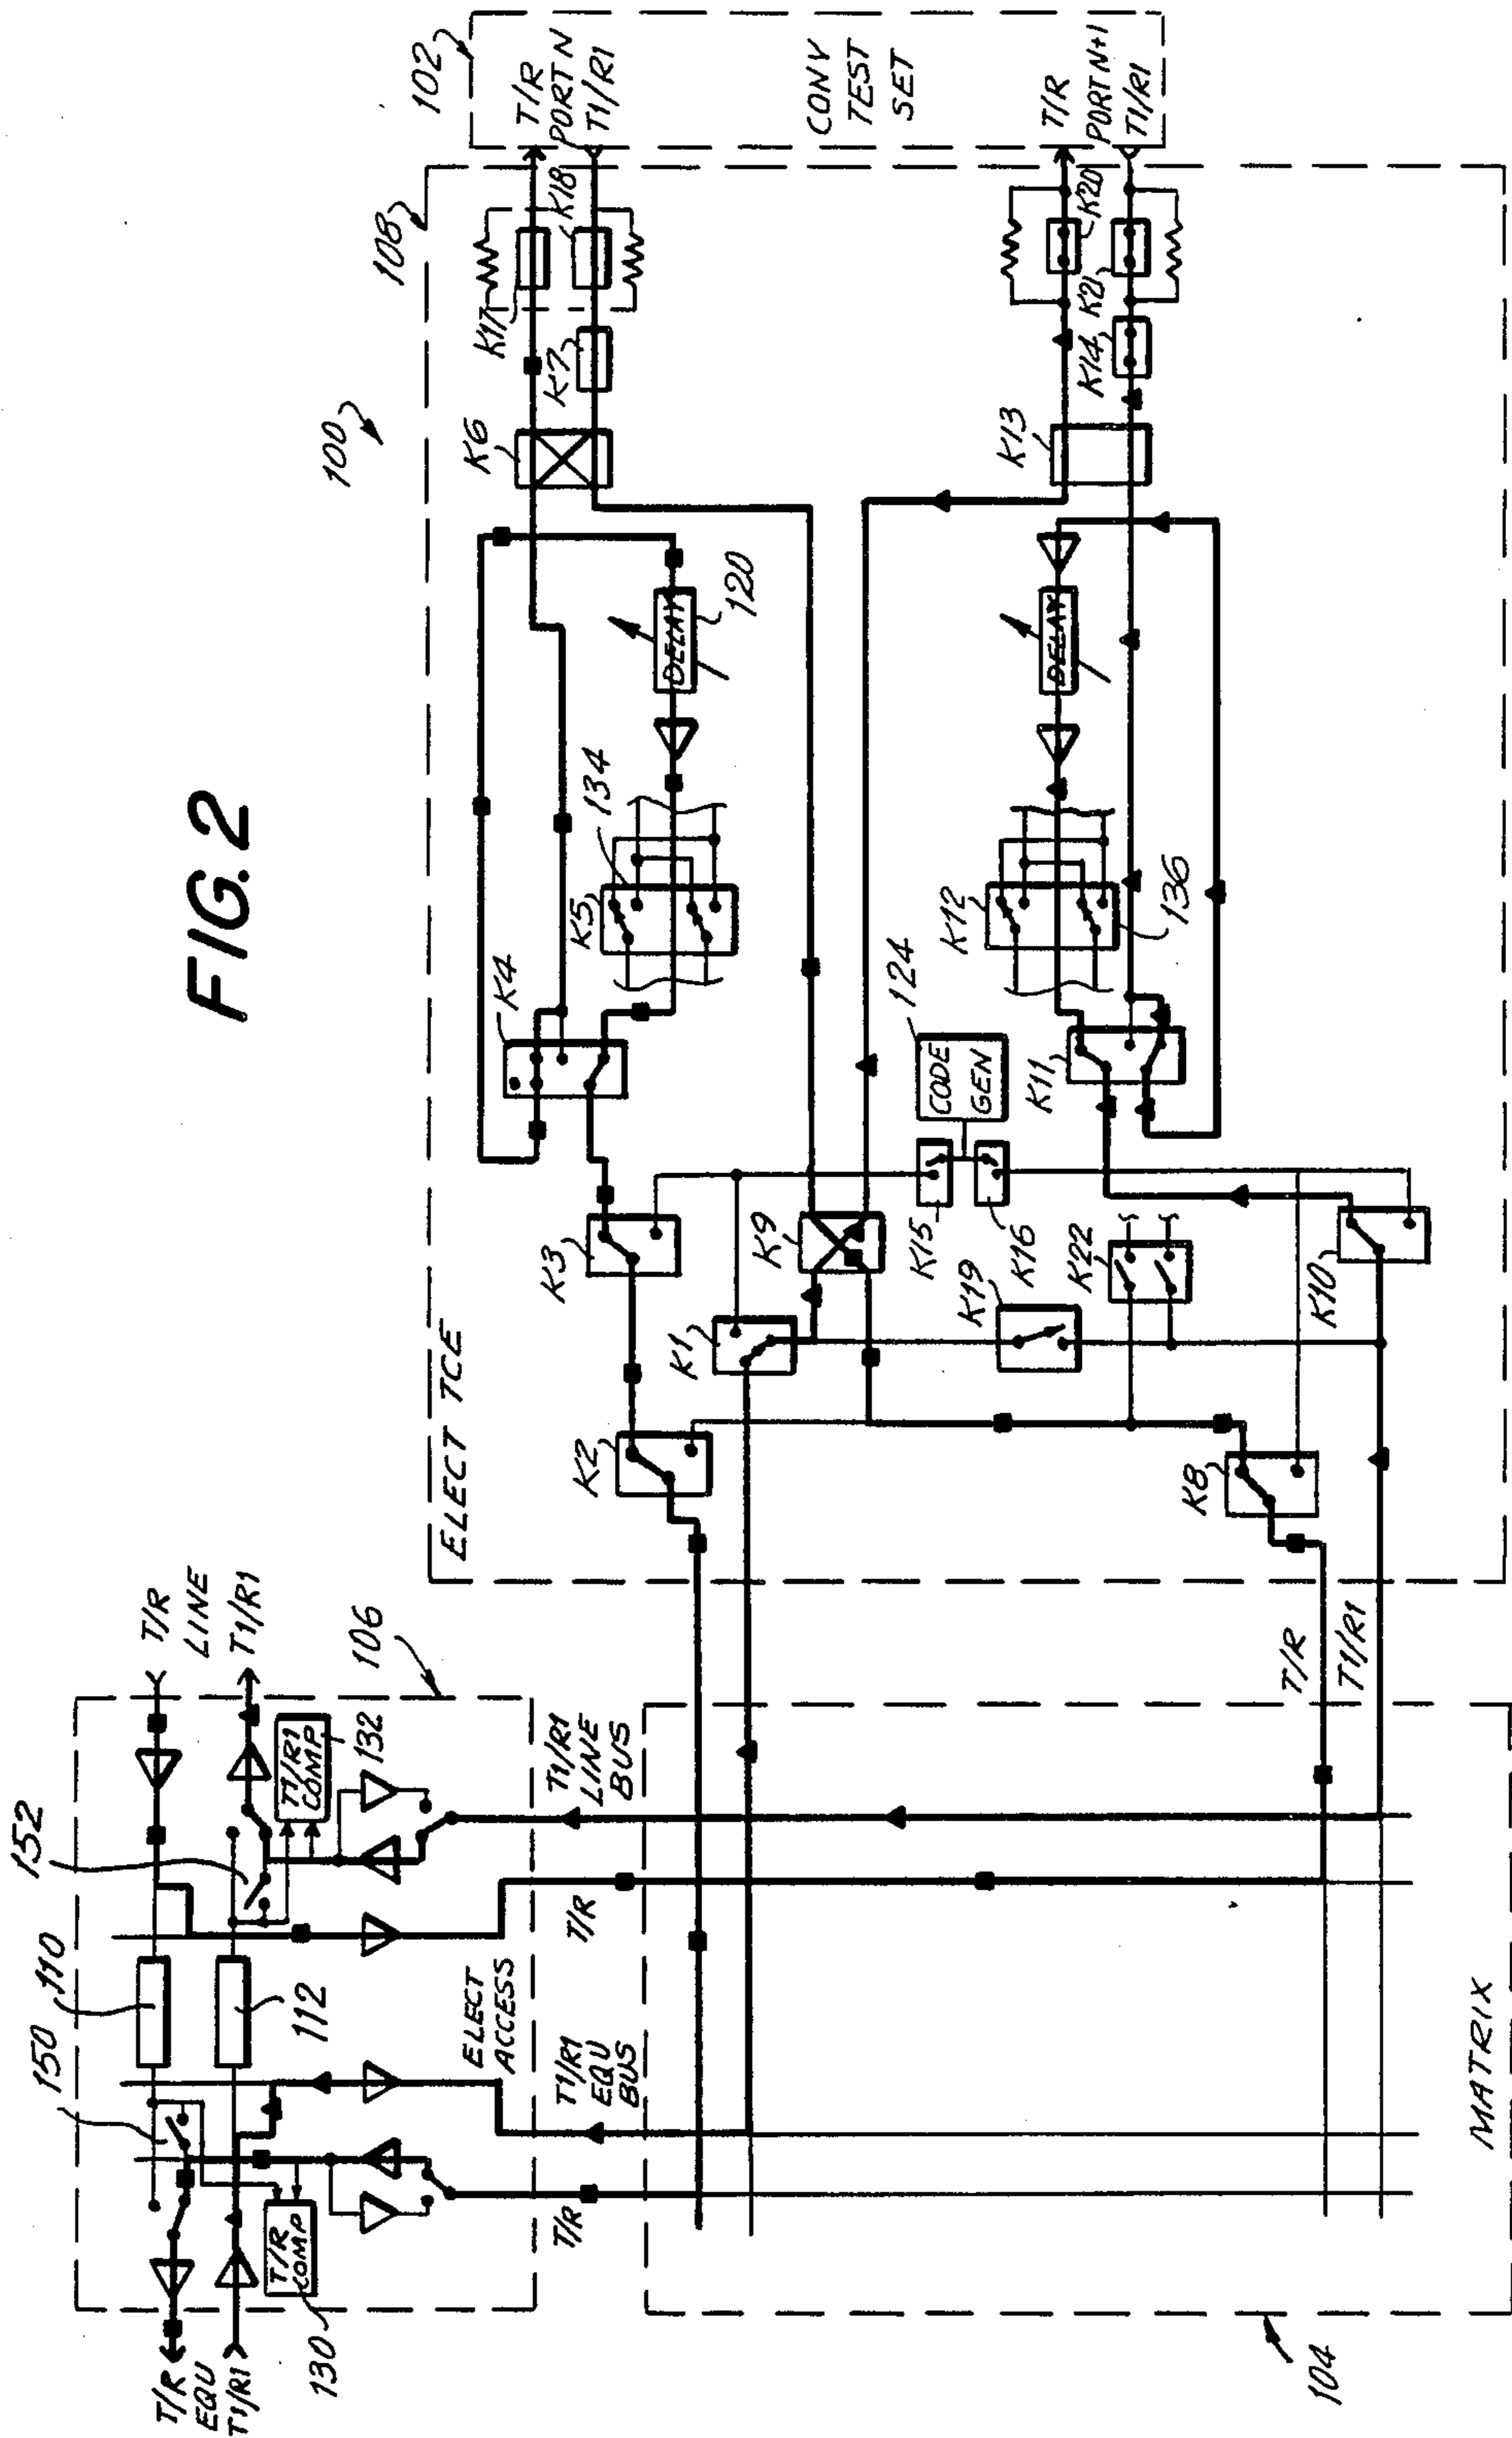 FIG. 2
100
102
T/R
PORT N
T1/R1
CONV
TEST
SET
T/R
PORT N+1
T1/R1
108
ELECT TCE
K17
K18
K7
K6
K20
K21
K14
K13
DELAY
120
DELAY
134
K5
K4
K12
136
124
CODE
GEN
K11
K3
K9
K15
K16
K22
K19
K10
K1
K2
K8
T/R
T1/R1
T/R
LINE
T1/R1
106
152
T1/R1
COMP
132
T1/R1
LINE
BUS
T/R
110
112
150
ELECT
ACCESS
T1/R1
EQU
BUS
T/R
T/R
COMP
130
T/R
EQU
T1/R1
MATRIX
104